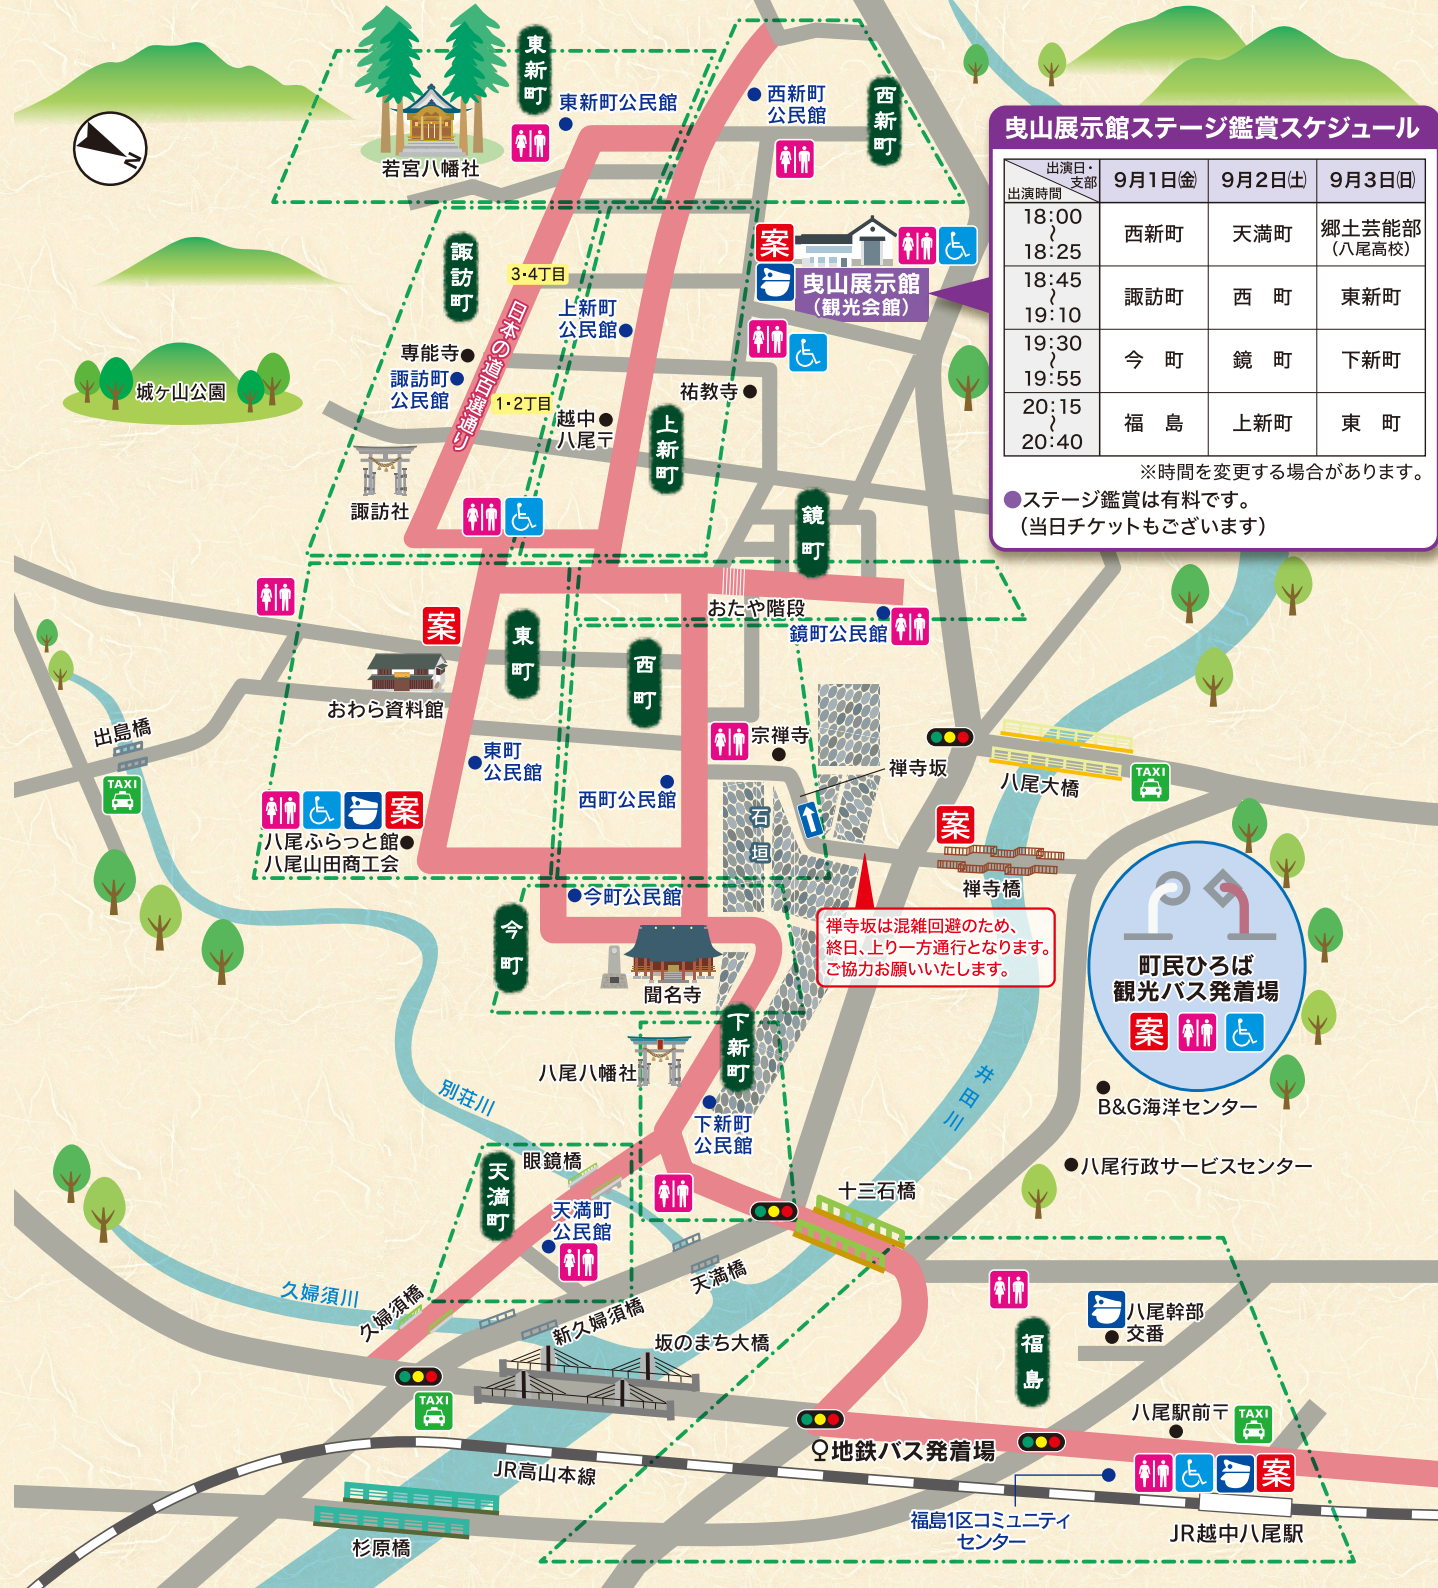 東新町
東新町公民館
若宮八幡社
西新町
公民館
西新町
N
曳山展示館ステージ鑑賞スケジュール
出演日・
支部
出演時間
9月1日㈮
9月2日㈯
9月3日㈰
18:00
〜
18:25
西新町
天満町
郷土芸能部
(八尾高校)
18:45
〜
19:10
諏訪町
西　町
東新町
19:30
〜
19:55
今　町
鏡　町
下新町
20:15
〜
20:40
福　島
上新町
東　町
※時間を変更する場合があります。
●ステージ鑑賞は有料です。
(当日チケットもございます)
諏訪町
案
曳山展示館
(観光会館)
3・4丁目
日本の道百選通り
上新町
公民館
専能寺
諏訪町
公民館
城ヶ山公園
1・2丁目
越中
八尾〒
祐教寺
上新町
諏訪社
鏡町
おたや階段
鏡町公民館
案
東町
西町
おわら資料館
出島橋
TAXI
東町
公民館
西町公民館
宗禅寺
禅寺坂
八尾大橋
TAXI
石垣
案
禅寺橋
案
八尾ふらっと館
八尾山田商工会
今町公民館
今町
聞名寺
禅寺坂は混雑回避のため、
終日、上り一方通行となります。
ご協力お願いいたします。
町民ひろば
観光バス発着場
案
下新町
八尾八幡社
別荘川
井田川
B&G海洋センター
下新町
公民館
八尾行政サービスセンター
天満町
眼鏡橋
天満町
公民館
十三石橋
天満橋
久婦須川
久婦須橋
新久婦須橋
坂のまち大橋
八尾幹部
交番
福島
TAXI
八尾駅前〒
TAXI
地鉄バス発着場
JR高山本線
案
福島1区コミュニティ
センター
JR越中八尾駅
杉原橋